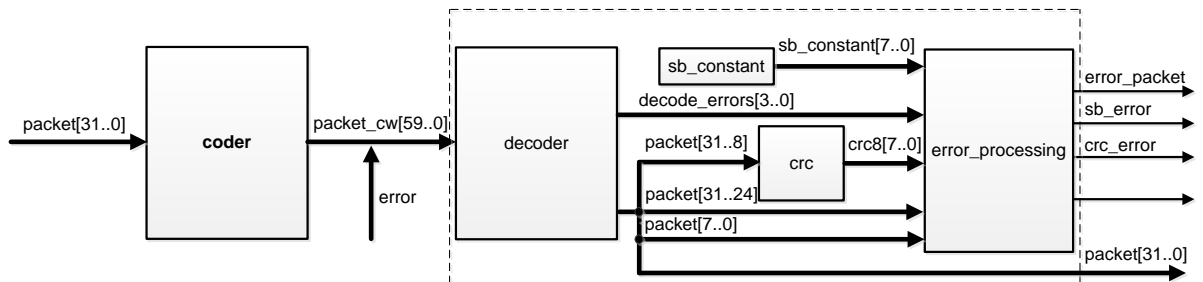 packet[31..0]
coder
packet_cw[59..0]
error
decoder
sb_constant
sb_constant[7..0]
decode_errors[3..0]
packet[31..8]
crc
crc8[7..0]
packet[31..24]
packet[7..0]
error_processing
error_packet
sb_error
crc_error
packet[31..0]